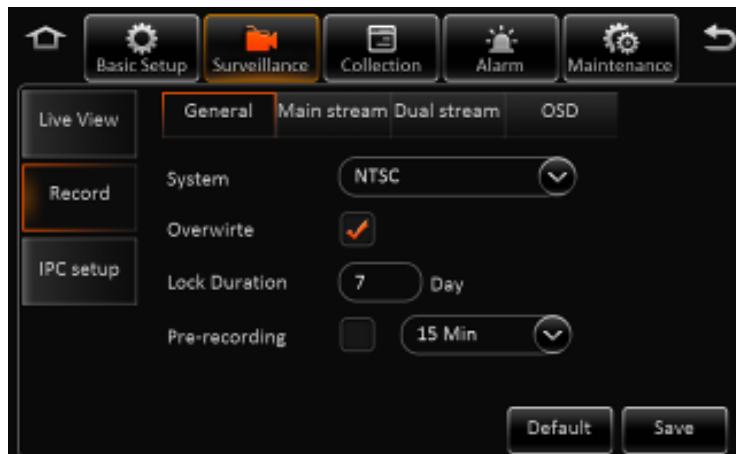 Basic Setup Surveillance Collection Alarm Maintenance
Live View General Main stream Dual stream OSD
System NTSC
Record
Overwirte
IPC setup
Lock Duration 7 Day
Pre-recording 15 Min
Default Save